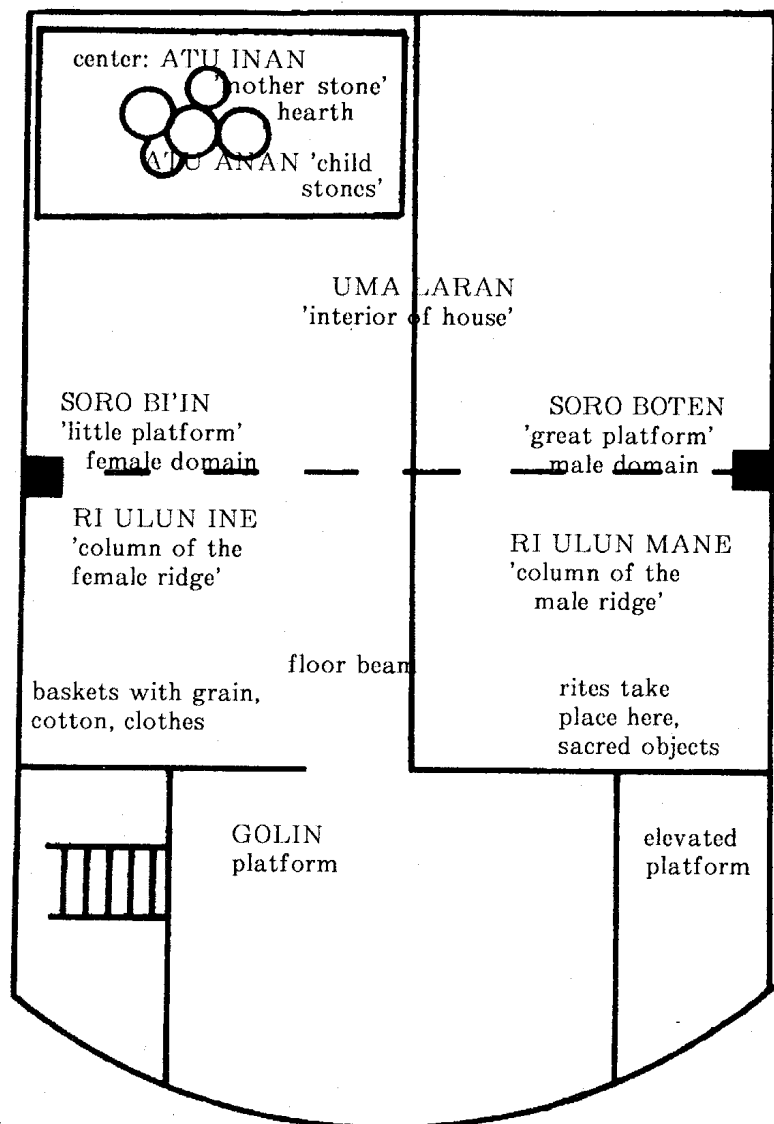 center: ATU INAN
'mother stone'
hearth
ATU ANAN 'child
stones'
UMA LARAN
'interior of house'
SORO BI'IN
'little platform'
female domain
SORO BOTEN
'great platform'
male domain
RI ULUN INE
'column of the
female ridge'
RI ULUN MANE
'column of the
male ridge'
floor beam
baskets with grain,
cotton, clothes
rites take
place here,
sacred objects
GOLIN
platform
elevated
platform